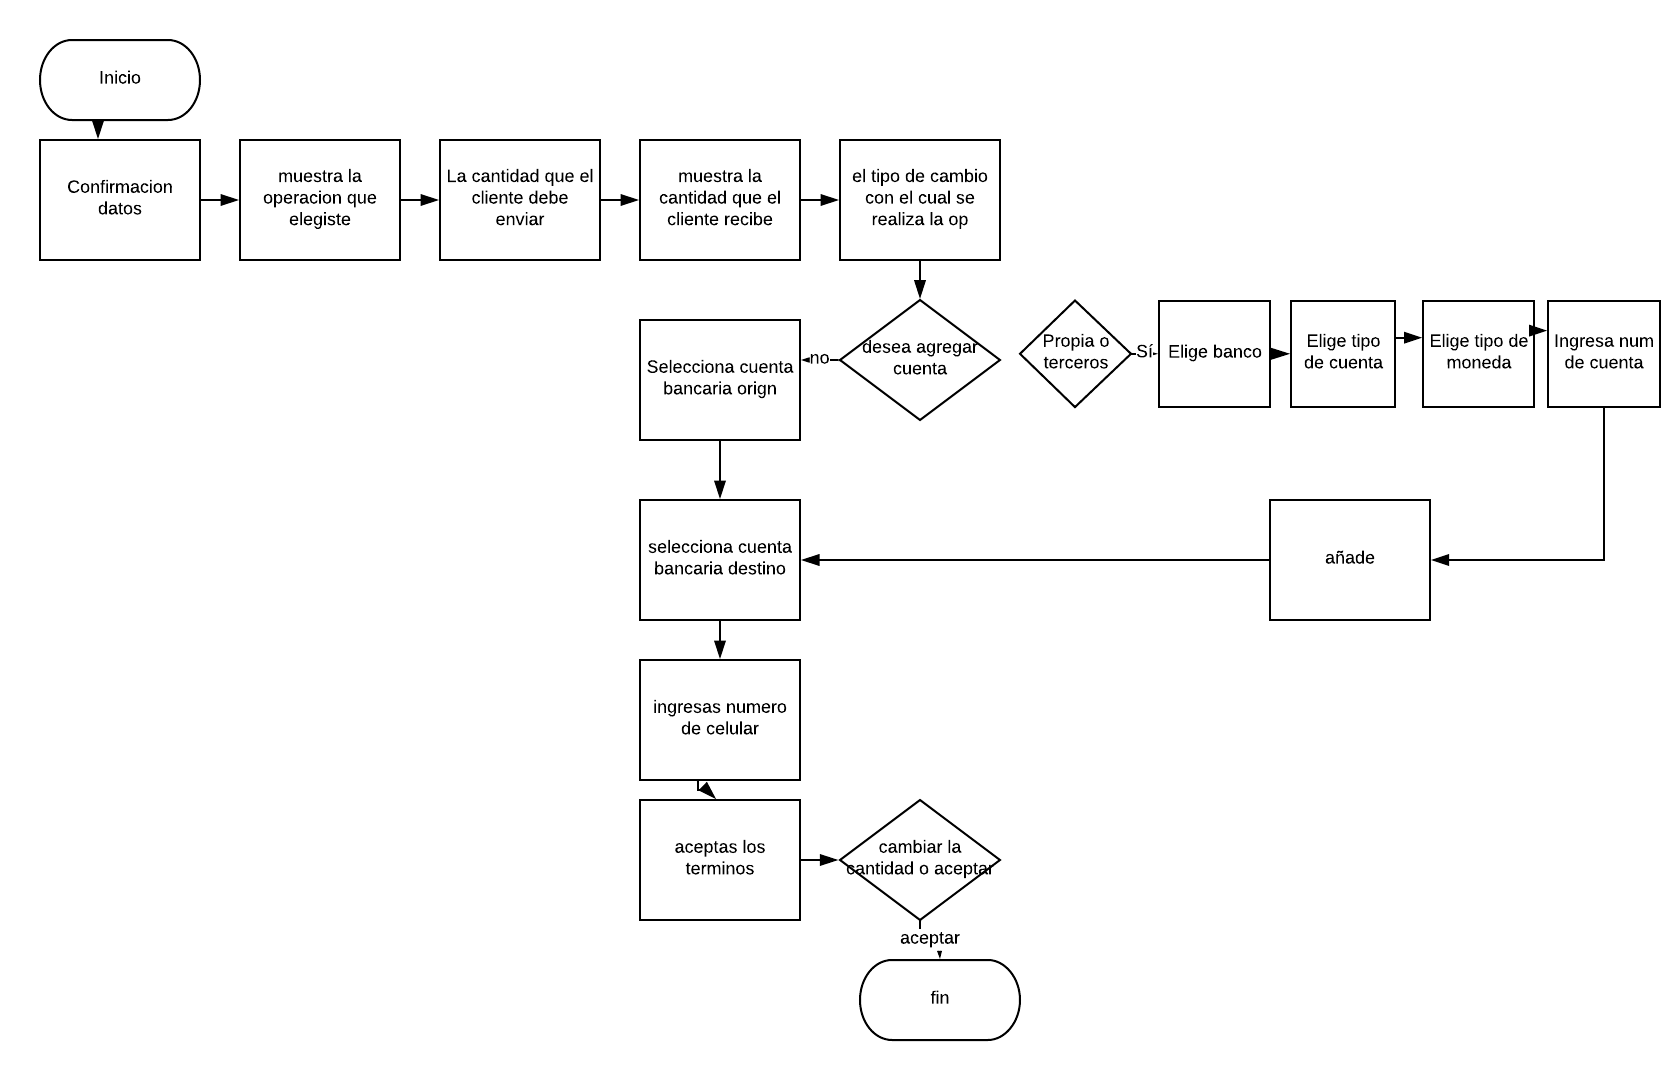 Inicio
Confirmacion
datos
muestra la
operacion que
elegiste
La cantidad que el
cliente debe
enviar
muestra la
cantidad que el
cliente recibe
el tipo de cambio
con el cual se
realiza la op
Selecciona cuenta
bancaria orign
no
desea agregar
cuenta
Propia o
terceros
Sí
Elige banco
Elige tipo
de cuenta
Elige tipo de
moneda
Ingresa num
de cuenta
selecciona cuenta
bancaria destino
añade
ingresas numero
de celular
aceptas los
terminos
cambiar la
cantidad o aceptar
aceptar
fin